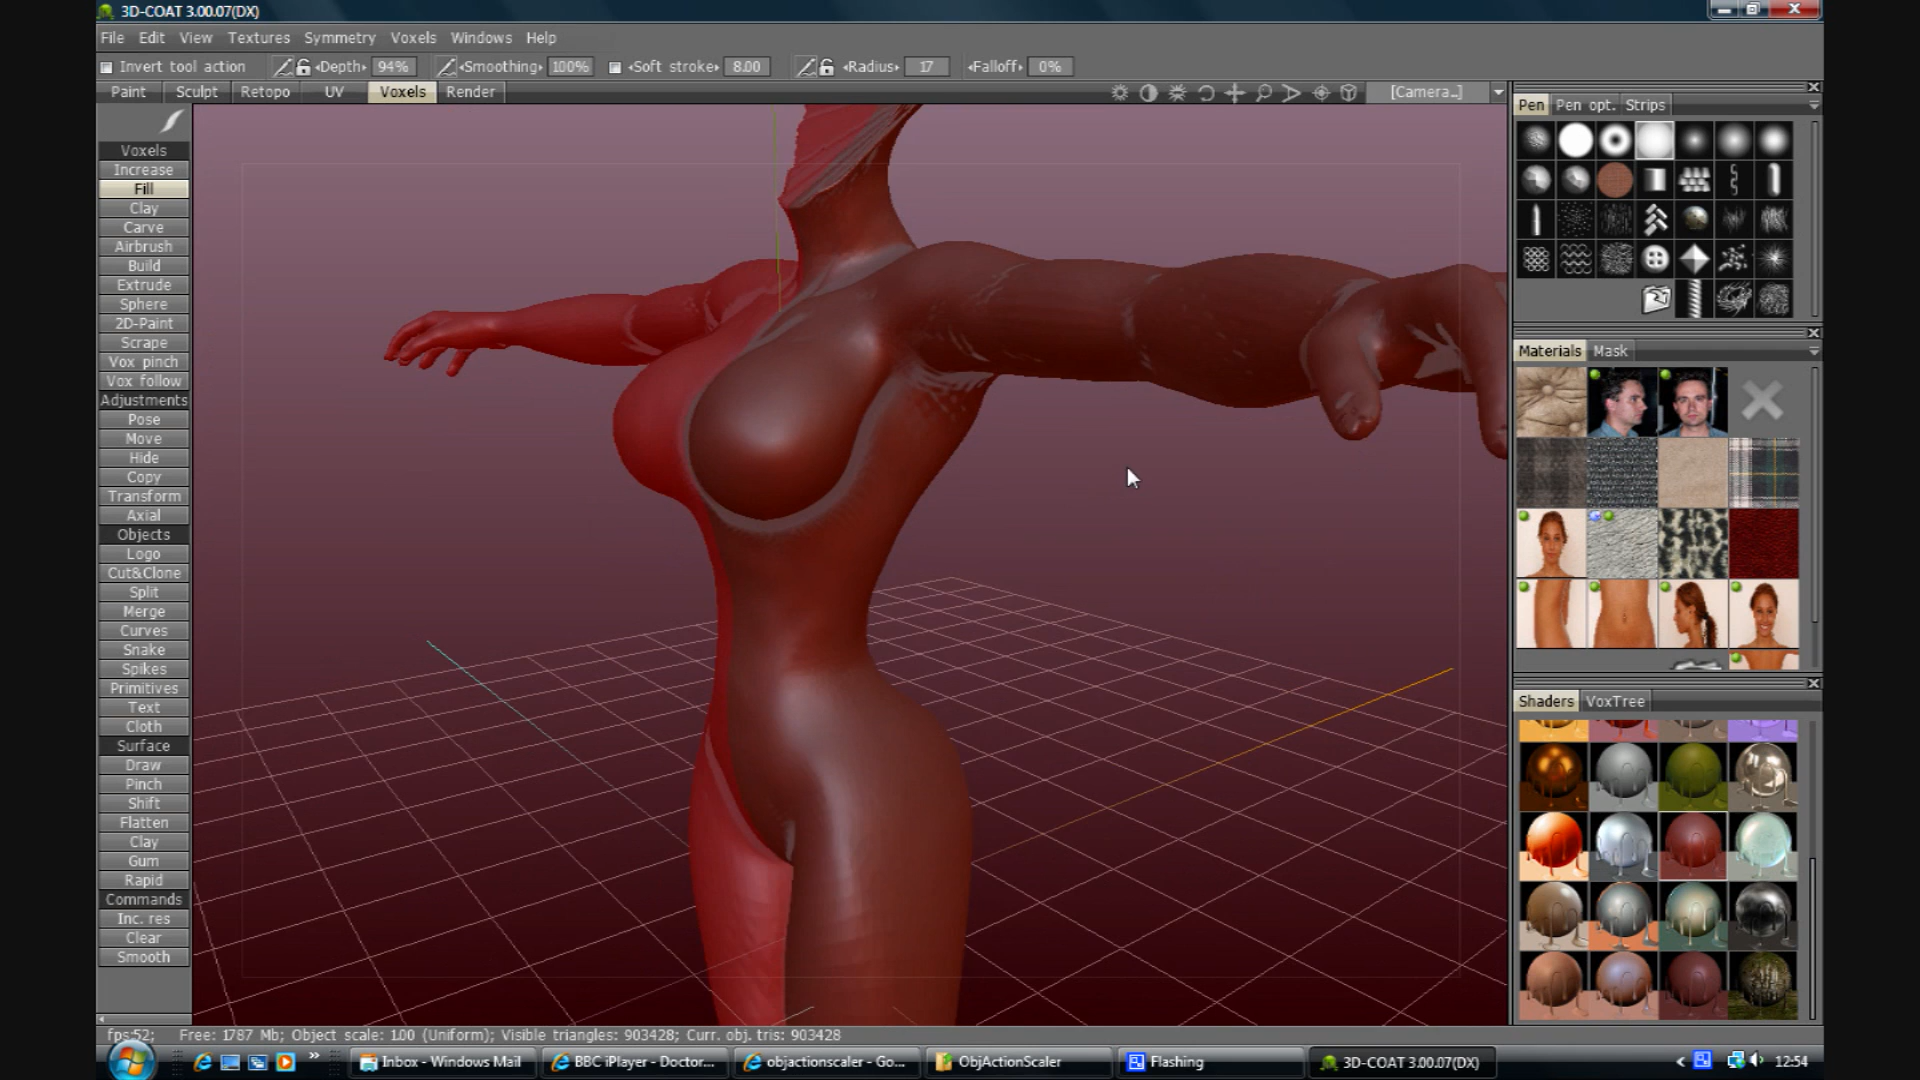 3D-COAT 3.00.07(DX)
File Edit View Textures Symmetry Voxels Windows Help
Invert tool action ◂Depth▸ 94% ◂Smoothing▸ 100% ◂Soft stroke▸ 8.00 ◂Radius▸ 17 ◂Falloff▸ 0%
Paint Sculpt Retopo UV Voxels Render [Camera..]
Pen Pen opt. Strips
Voxels
Increase
Fill
Clay
Carve
Airbrush
Build
Extrude
Sphere
2D-Paint
Scrape
Vox pinch
Vox follow
Adjustments
Pose
Move
Hide
Copy
Transform
Axial
Objects
Logo
Cut&Clone
Split
Merge
Curves
Snake
Spikes
Primitives
Text
Cloth
Surface
Draw
Pinch
Shift
Flatten
Clay
Gum
Rapid
Commands
Inc. res
Clear
Smooth
Materials Mask
Shaders VoxTree
fps:52; Free: 1787 Mb; Object scale: 1.00 (Uniform); Visible triangles: 903428; Curr. obj. tris: 903428
Inbox - Windows Mail BBC iPlayer - Doctor... objactionscaler - Go... ObjActionScaler Flashing 3D-COAT 3.00.07(DX) 12:54